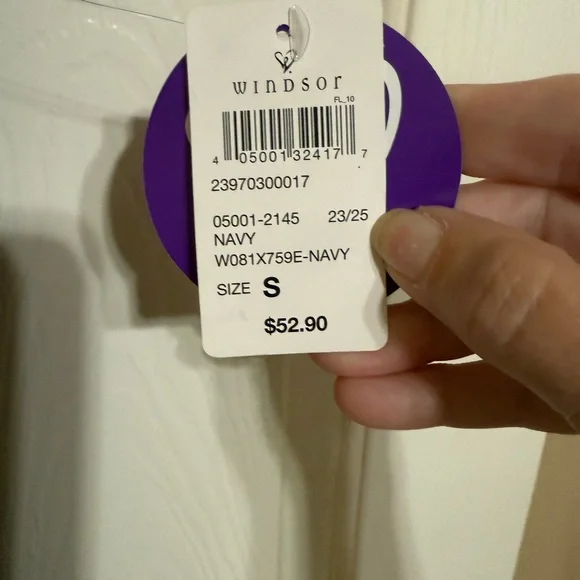 WINDSOR
FL_10
4 05001 32417 7
23970300017
05001-2145 23/25
NAVY
W081X759E-NAVY
SIZE S
$52.90